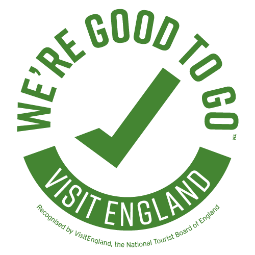 WE'RE GOOD TO GO
TM
VISIT ENGLAND
Recognised by VisitEngland, the National Tourist Board of England